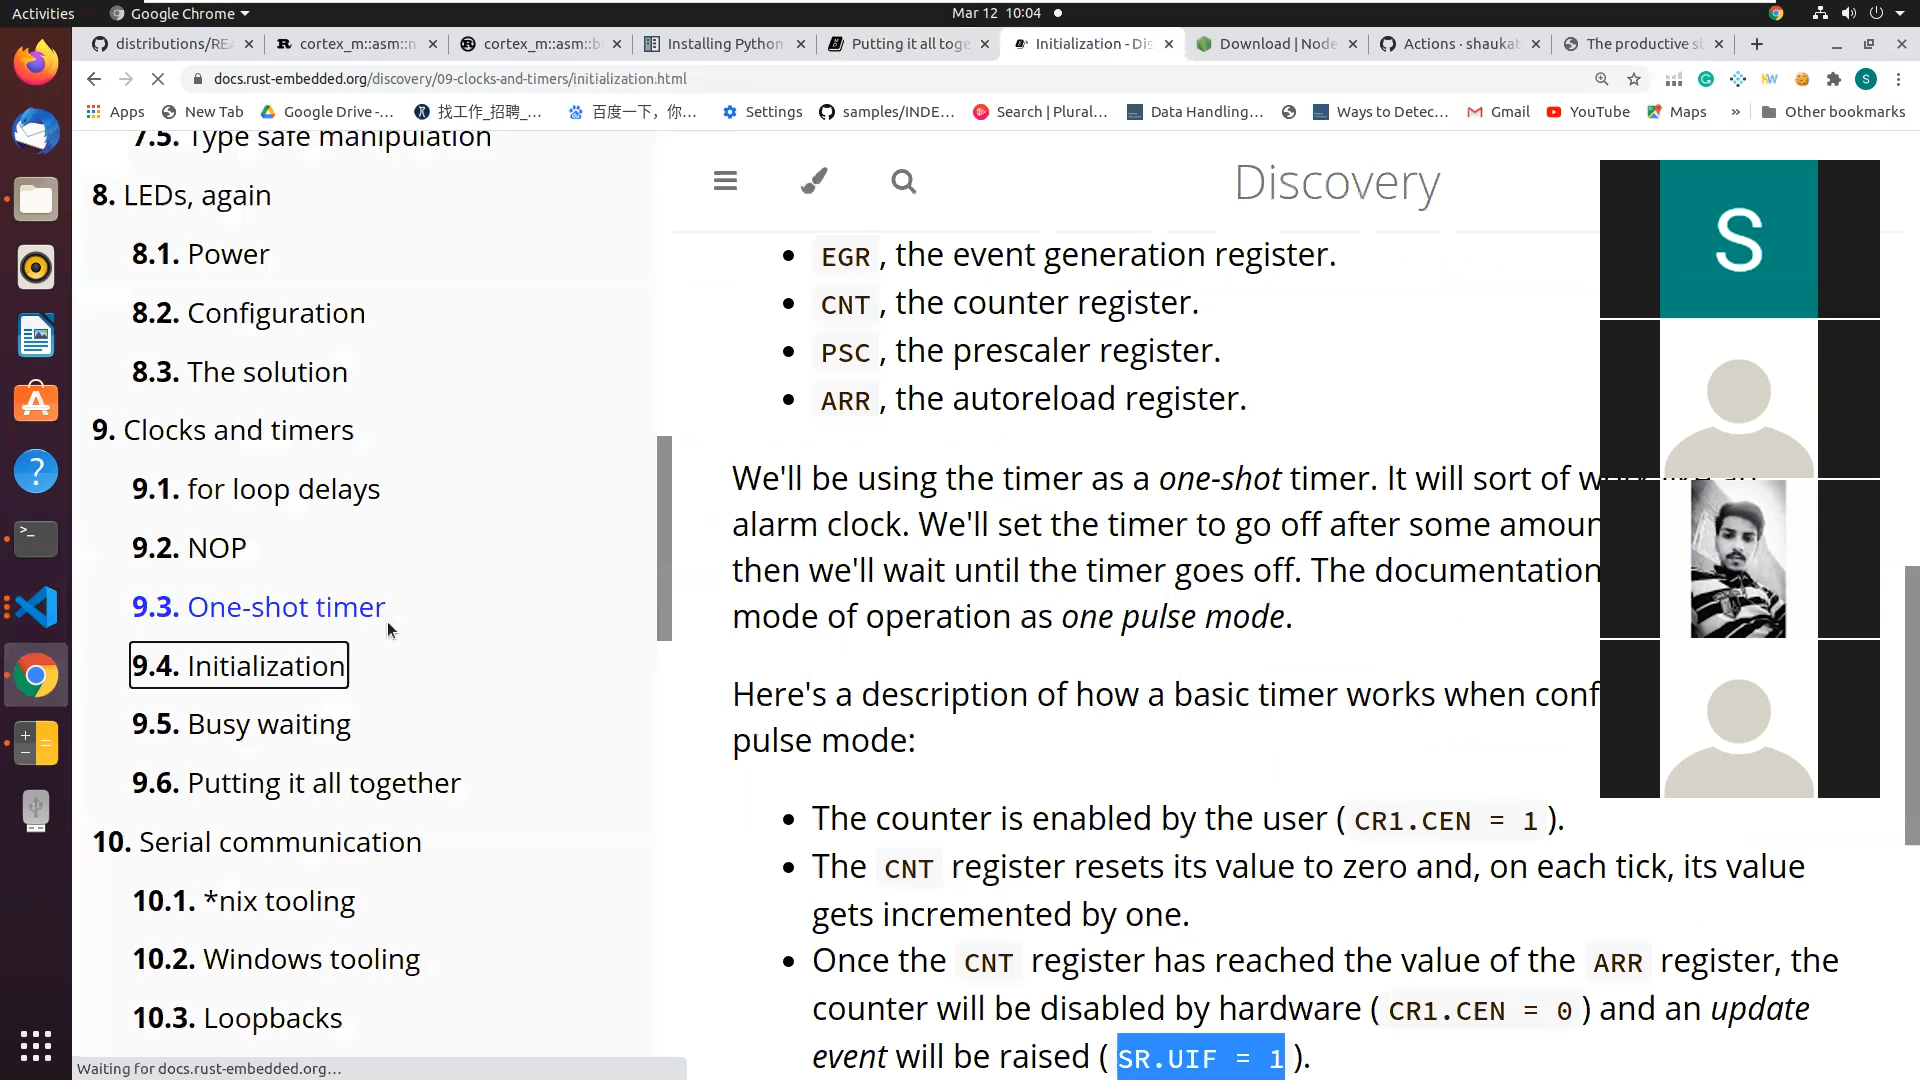 Activities
Google Chrome
Mar 12 10:04
distributions/REA
cortex_m::asm::n
cortex_m::asm::b
Installing Python
Putting it all toge
Initialization - Dis
Download | Node
Actions · shaukat
The productive st
docs.rust-embedded.org/discovery/09-clocks-and-timers/initialization.html
S
Apps
New Tab
Google Drive -...
找工作_招聘_...
百度一下，你...
Settings
samples/INDE...
Search | Plural...
Data Handling...
Ways to Detec...
Gmail
YouTube
Maps
»
Other bookmarks
7.5. Type safe manipulation
8. LEDs, again
8.1. Power
8.2. Configuration
8.3. The solution
9. Clocks and timers
9.1. for loop delays
9.2. NOP
9.3. One-shot timer
9.4. Initialization
9.5. Busy waiting
9.6. Putting it all together
10. Serial communication
10.1. *nix tooling
10.2. Windows tooling
10.3. Loopbacks
Waiting for docs.rust-embedded.org...
Discovery
• EGR , the event generation register.
• CNT , the counter register.
• PSC , the prescaler register.
• ARR , the autoreload register.
We'll be using the timer as a one-shot timer. It will sort of
alarm clock. We'll set the timer to go off after some amoun
then we'll wait until the timer goes off. The documentation
mode of operation as one pulse mode.
Here's a description of how a basic timer works when conf
pulse mode:
• The counter is enabled by the user ( CR1.CEN = 1 ).
• The CNT register resets its value to zero and, on each tick, its value
gets incremented by one.
• Once the CNT register has reached the value of the ARR register, the
counter will be disabled by hardware ( CR1.CEN = 0 ) and an update
event will be raised ( SR.UIF = 1 ).
S